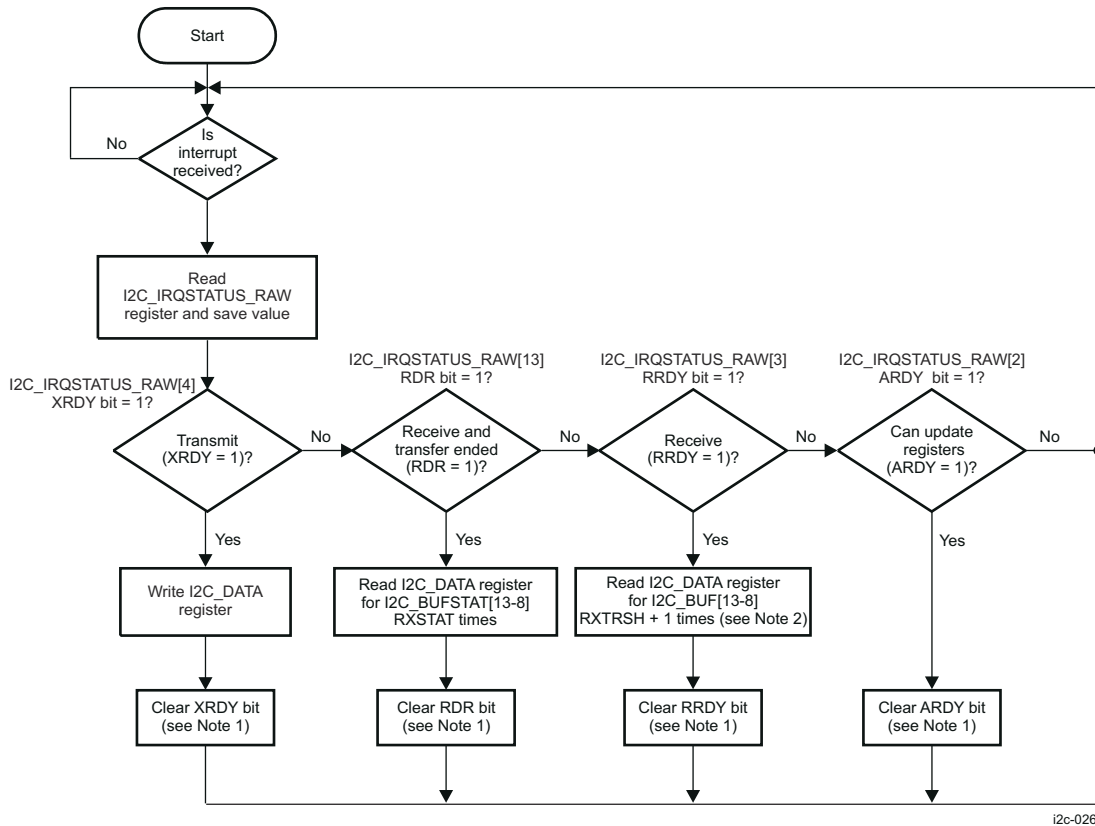 Start
No
Is
interrupt
received?
Read
I2C_IRQSTATUS_RAW
register and save value
I2C_IRQSTATUS_RAW[4]
XRDY bit = 1?
I2C_IRQSTATUS_RAW[13]
RDR bit = 1?
I2C_IRQSTATUS_RAW[3]
RRDY bit = 1?
I2C_IRQSTATUS_RAW[2]
ARDY bit = 1?
Transmit
(XRDY = 1)?
No
Receive and
transfer ended
(RDR = 1)?
No
Receive
(RRDY = 1)?
No
Can update
registers
(ARDY = 1)?
No
Yes
Yes
Yes
Yes
Write I2C_DATA
register
Read I2C_DATA register
for I2C_BUFSTAT[13-8]
RXSTAT times
Read I2C_DATA register
for I2C_BUF[13-8]
RXTRSH + 1 times (see Note 2)
Clear XRDY bit
(see Note 1)
Clear RDR bit
(see Note 1)
Clear RRDY bit
(see Note 1)
Clear ARDY bit
(see Note 1)
i2c-026